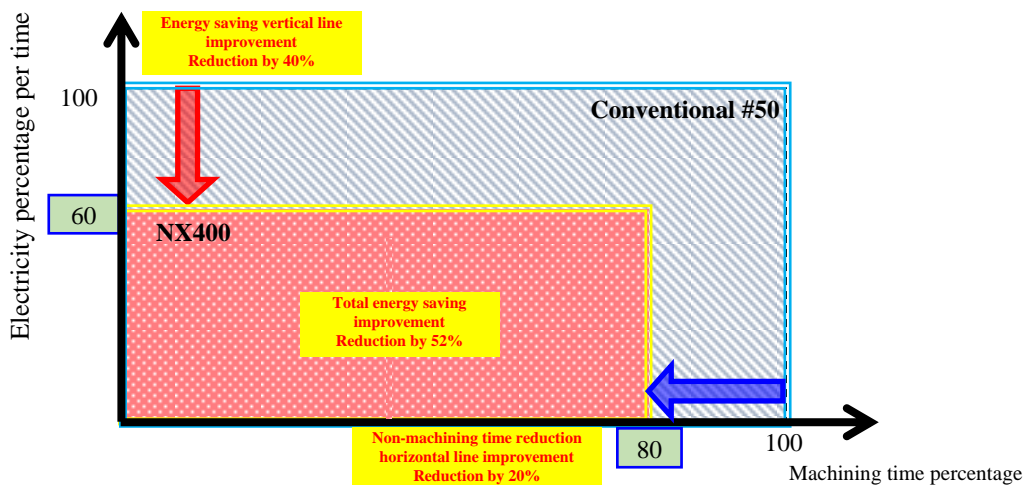 Energy saving vertical line
improvement
Reduction by 40%
Electricity percentage per time
100
Conventional #50
60
NX400
Total energy saving
improvement
Reduction by 52%
Non-machining time reduction
horizontal line improvement
Reduction by 20%
80
100
Machining time percentage